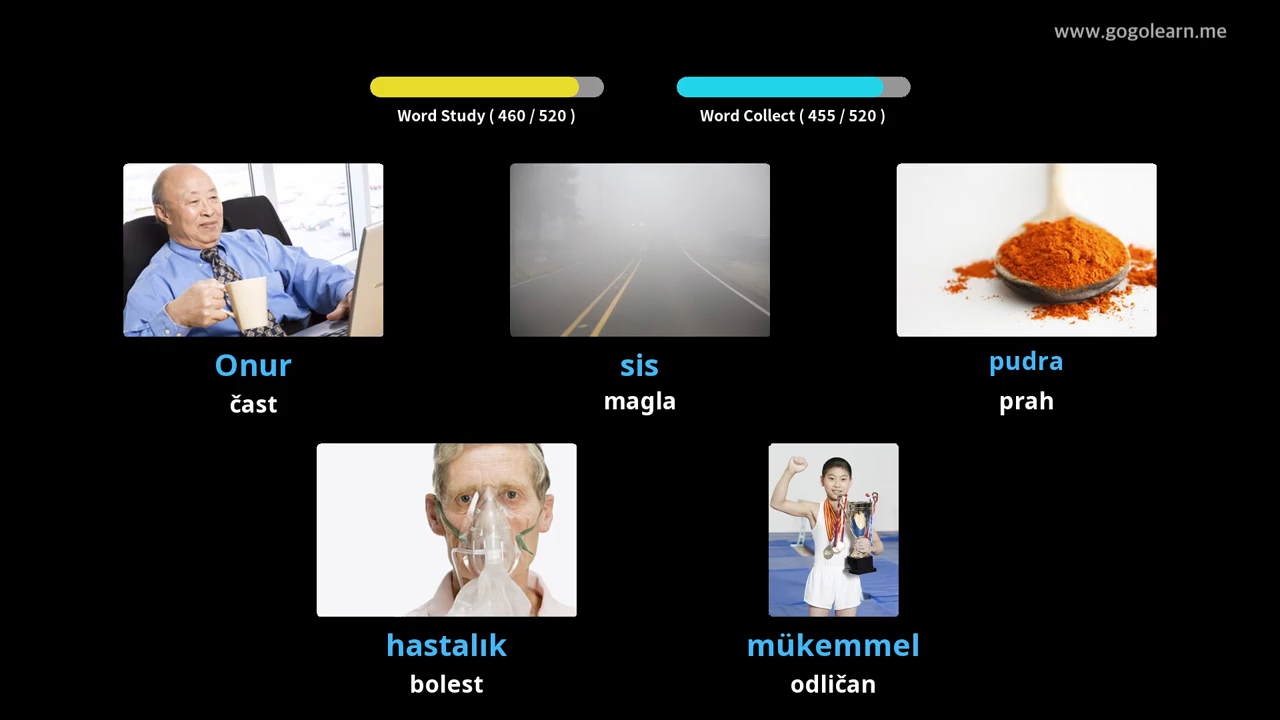 www.gogolearn.me
Word Study ( 460 / 520 )
Word Collect ( 455 / 520 )
Onur
čast
sis
magla
pudra
prah
hastalık
bolest
mükemmel
odličan